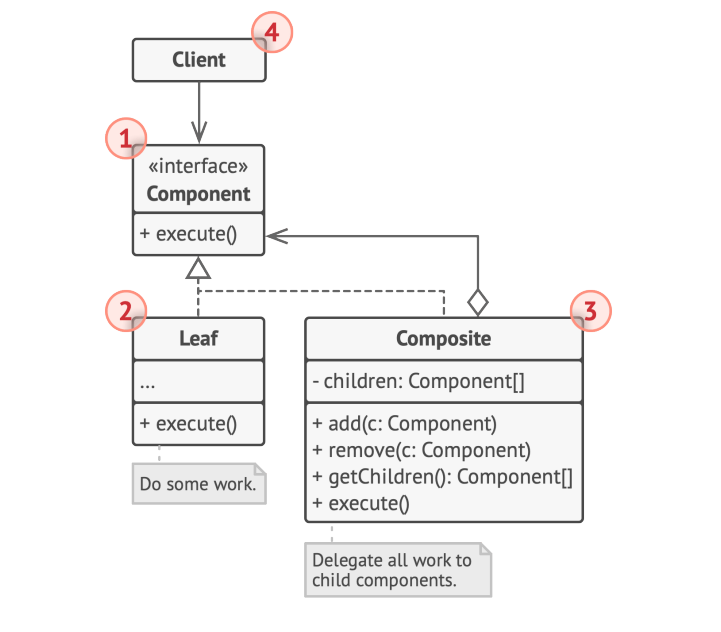 4
Client
1
«interface»
Component
+ execute()
2
Leaf
...
+ execute()
Do some work.
3
Composite
- children: Component[]
+ add(c: Component)
+ remove(c: Component)
+ getChildren(): Component[]
+ execute()
Delegate all work to
child components.